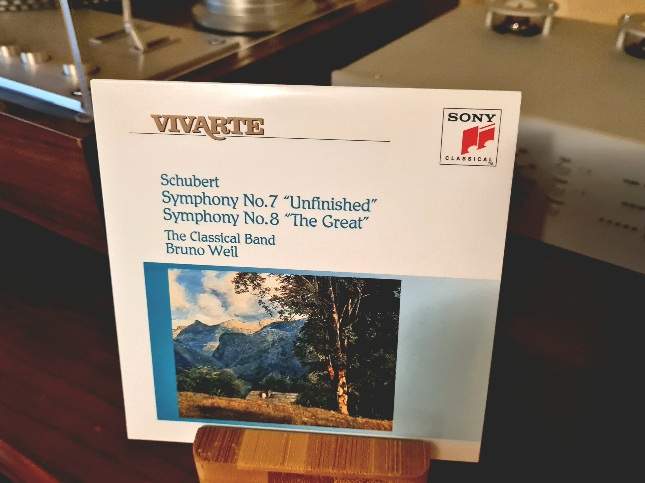 VIVARTE
SONY
CLASSICAL
Schubert
Symphony No.7 “Unfinished”
Symphony No.8 “The Great”
The Classical Band
Bruno Weil